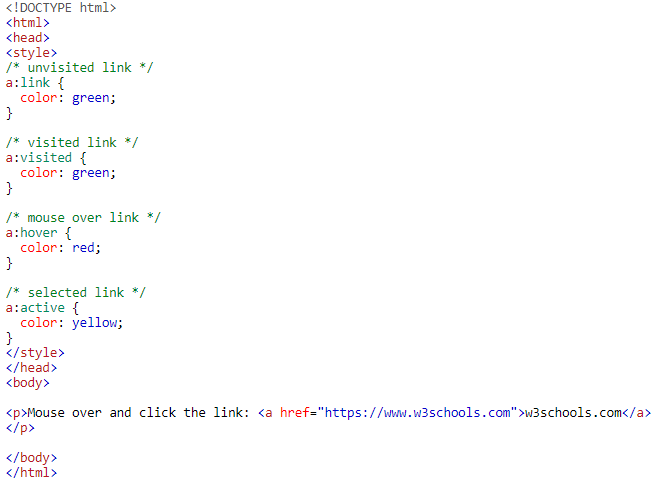 <!DOCTYPE html>
<html>
<head>
<style>
/* unvisited link */
a:link {
  color: green;
}

/* visited link */
a:visited {
  color: green;
}

/* mouse over link */
a:hover {
  color: red;
}

/* selected link */
a:active {
  color: yellow;
}
</style>
</head>
<body>

<p>Mouse over and click the link: <a href="https://www.w3schools.com">w3schools.com</a>
</p>

</body>
</html>